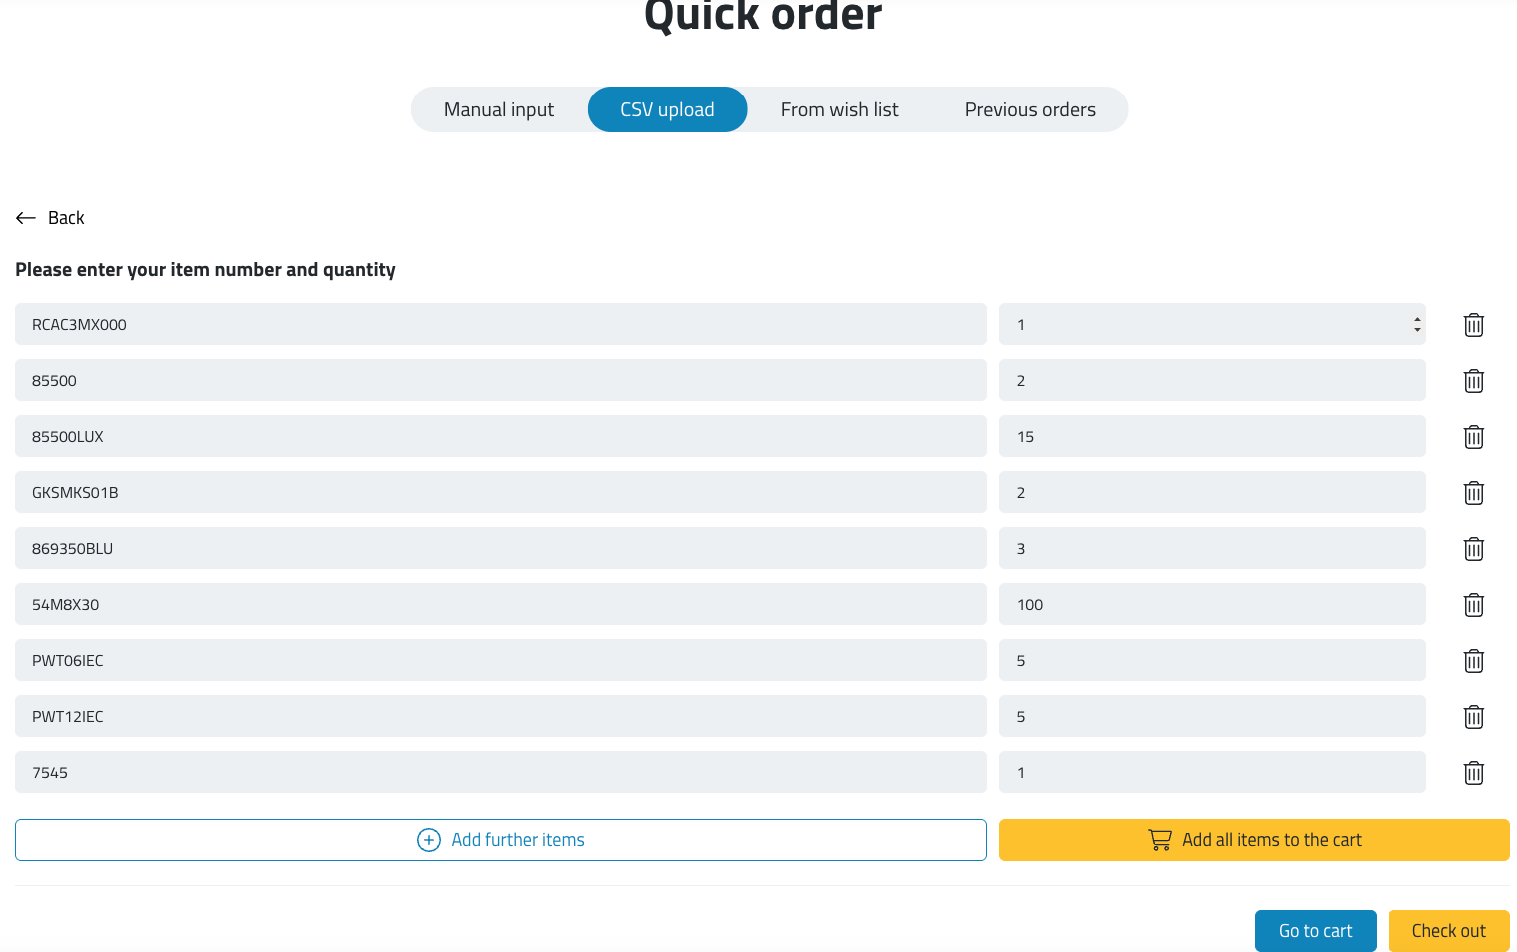 Quick order
Manual input CSV upload From wish list Previous orders
Back
Please enter your item number and quantity
RCAC3MX000 1
85500 2
85500LUX 15
GKSMKS01B 2
869350BLU 3
54M8X30 100
PWT06IEC 5
PWT12IEC 5
7545 1
Add further items Add all items to the cart
Go to cart Check out